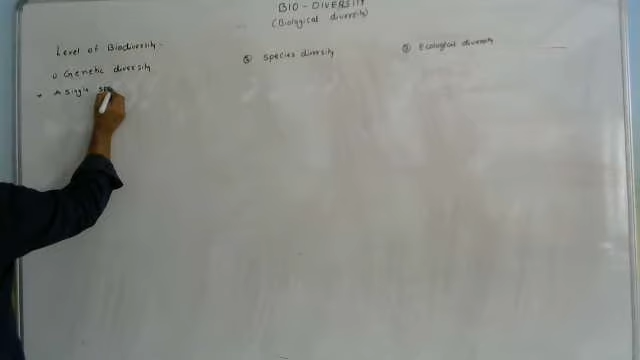 BIO - DIVERSITY
(Biological diversity)
Level of Biodiversity -
① Genetic diversity
② Species diversity
③ Ecological diversity
* A single spe